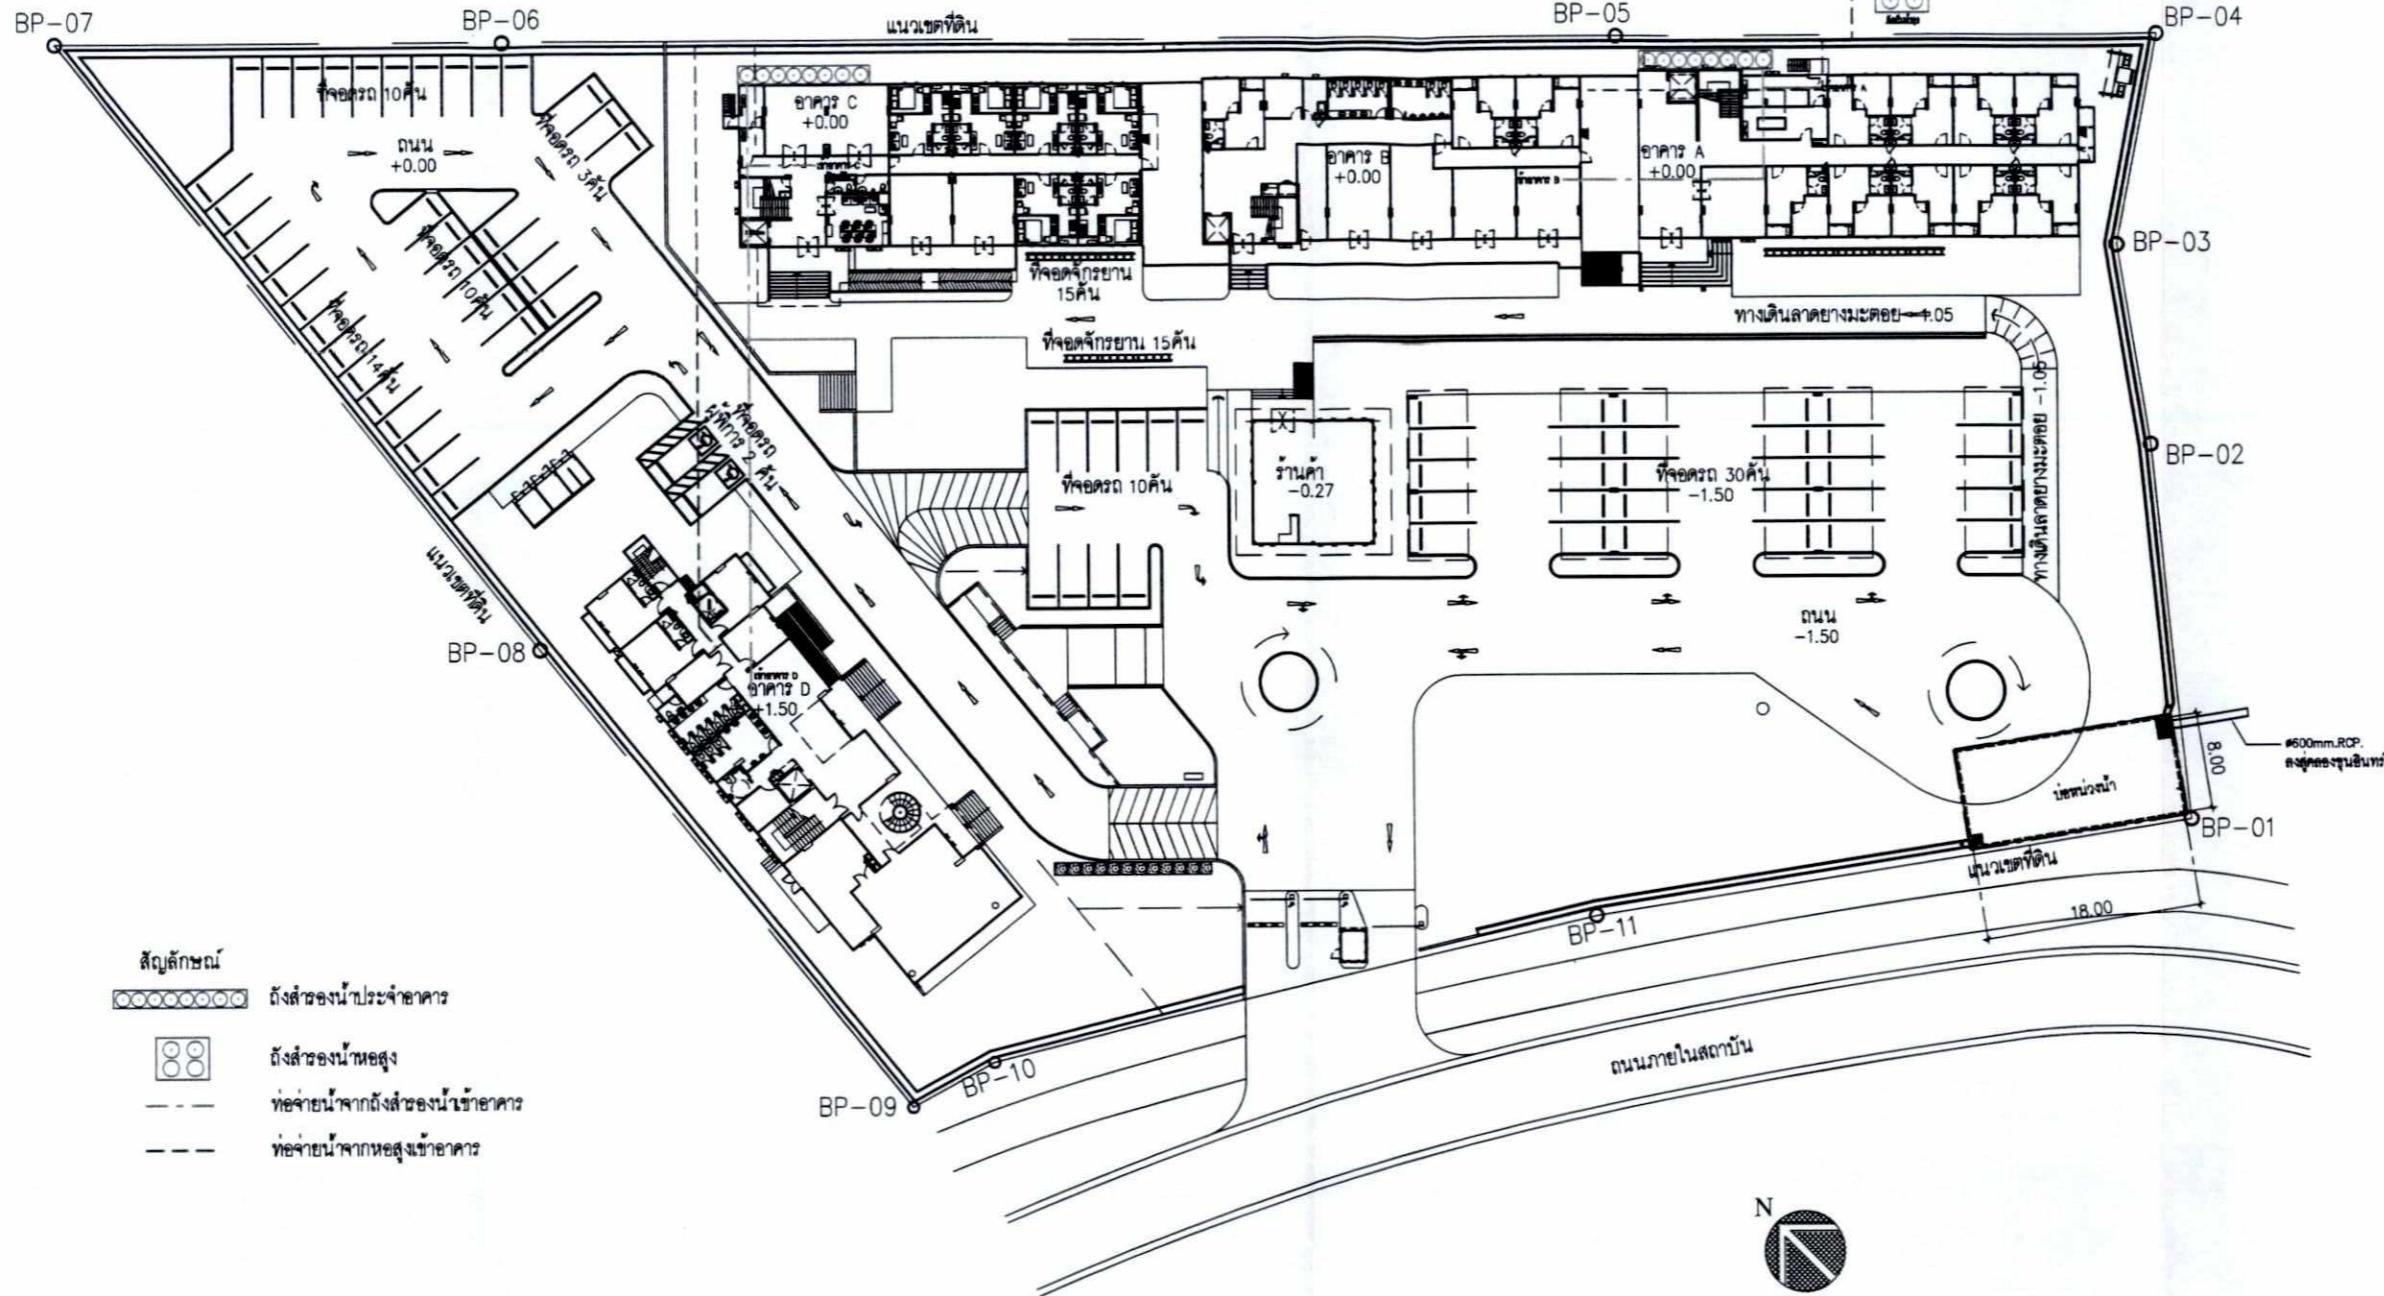 BP-07
BP-06
แนวเขตที่ดิน
BP-05
BP-04
ที่จอดรถ 10คัน
ที่จอดรถ 3คัน
ถนน
+0.00
อาคาร C
+0.00
อาคาร B
+0.00
อาคาร A
+0.00
BP-03
ที่จอดรถ 10คัน
ที่จอดรถ 14คัน
ที่จอดจักรยาน
15คัน
ทางเดินลาดยางมะตอย -1.05
ที่จอดจักรยาน 15คัน
ที่จอดรถ
ผู้พิการ 2 คัน
ที่จอดรถ 10คัน
ร้านค้า
-0.27
ที่จอดรถ 30คัน
-1.50
ทางเดินลาดยางมะตอย -1.05
BP-02
แนวเขตที่ดิน
BP-08
ถนน
-1.50
เข้าอาคาร D
อาคาร D
+1.50
8.00
ø600mm.RCP.
บ่อหน่วงน้ำ
BP-01
แนวเขตที่ดิน
18.00
BP-11
สัญลักษณ์
ถังสำรองน้ำประจำอาคาร
ถังสำรองน้ำหอสูง
ท่อจ่ายน้ำจากถังสำรองน้ำเข้าอาคาร
ท่อจ่ายน้ำจากหอสูงเข้าอาคาร
BP-10
BP-09
ถนนภายในสถาบัน
N